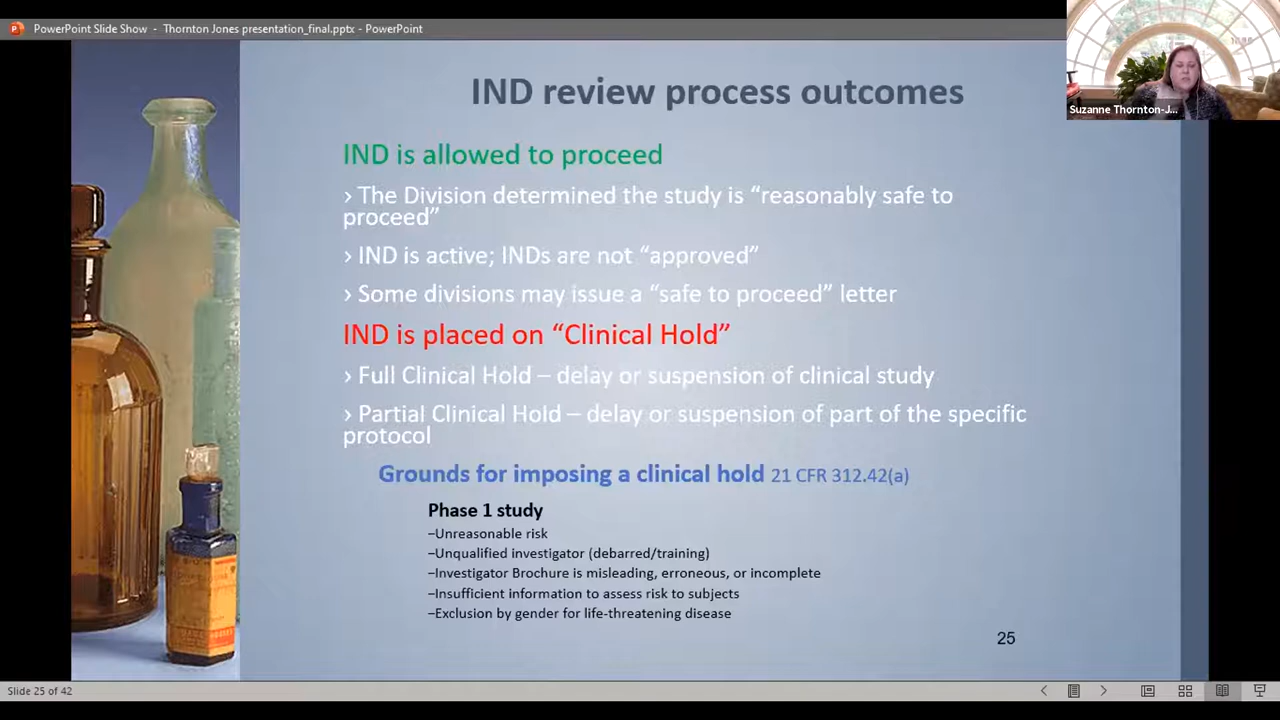 PowerPoint Slide Show - Thornton Jones presentation_final.pptx - PowerPoint
Suzanne Thornton-J...
IND review process outcomes
IND is allowed to proceed
› The Division determined the study is “reasonably safe to
proceed”
› IND is active; INDs are not “approved”
› Some divisions may issue a “safe to proceed” letter
IND is placed on “Clinical Hold”
› Full Clinical Hold – delay or suspension of clinical study
› Partial Clinical Hold – delay or suspension of part of the specific
protocol
Grounds for imposing a clinical hold 21 CFR 312.42(a)
Phase 1 study
–Unreasonable risk
–Unqualified investigator (debarred/training)
–Investigator Brochure is misleading, erroneous, or incomplete
–Insufficient information to assess risk to subjects
–Exclusion by gender for life-threatening disease
25
Slide 25 of 42